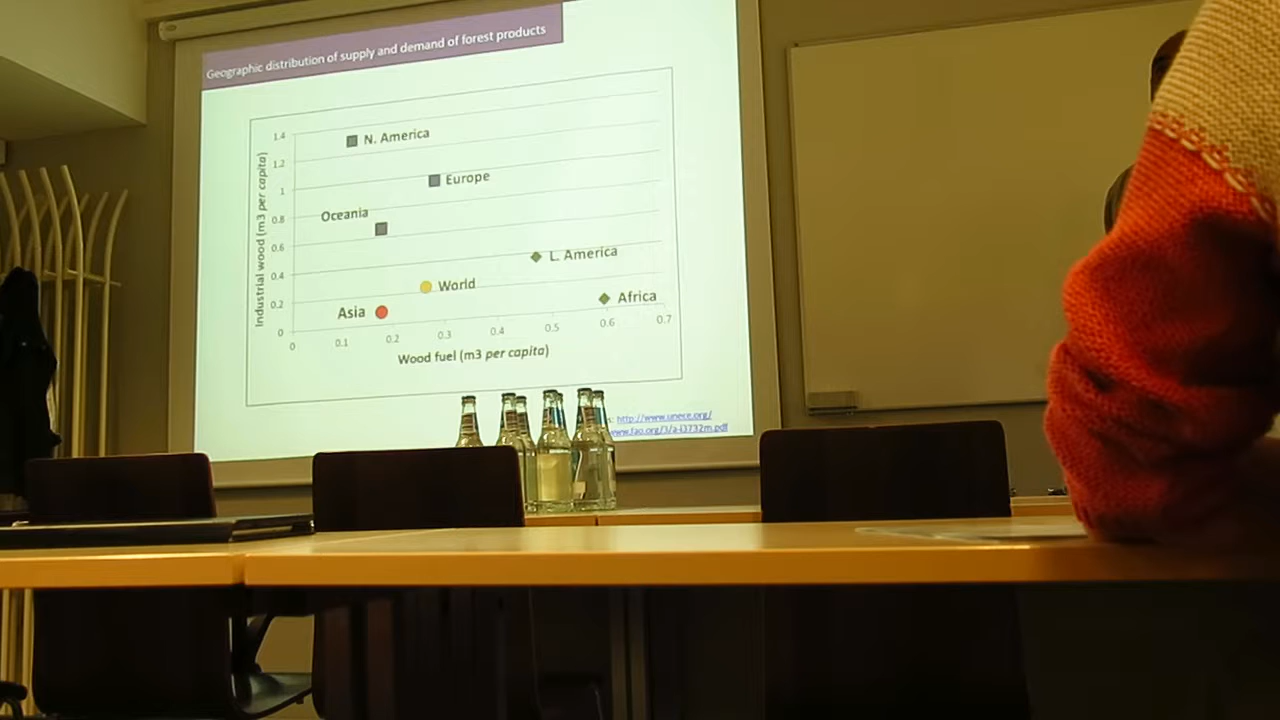 Geographic distribution of supply and demand of forest products
Industrial wood (m3 per capita)
1.4
1.2
1
0.8
0.6
0.4
0.2
0
N. America
Europe
Oceania
L. America
World
Asia
Africa
0
0.1
0.2
0.3
0.4
0.5
0.6
0.7
Wood fuel (m3 per capita)
http://www.unece.org/
www.fao.org/3/a-i3732m.pdf